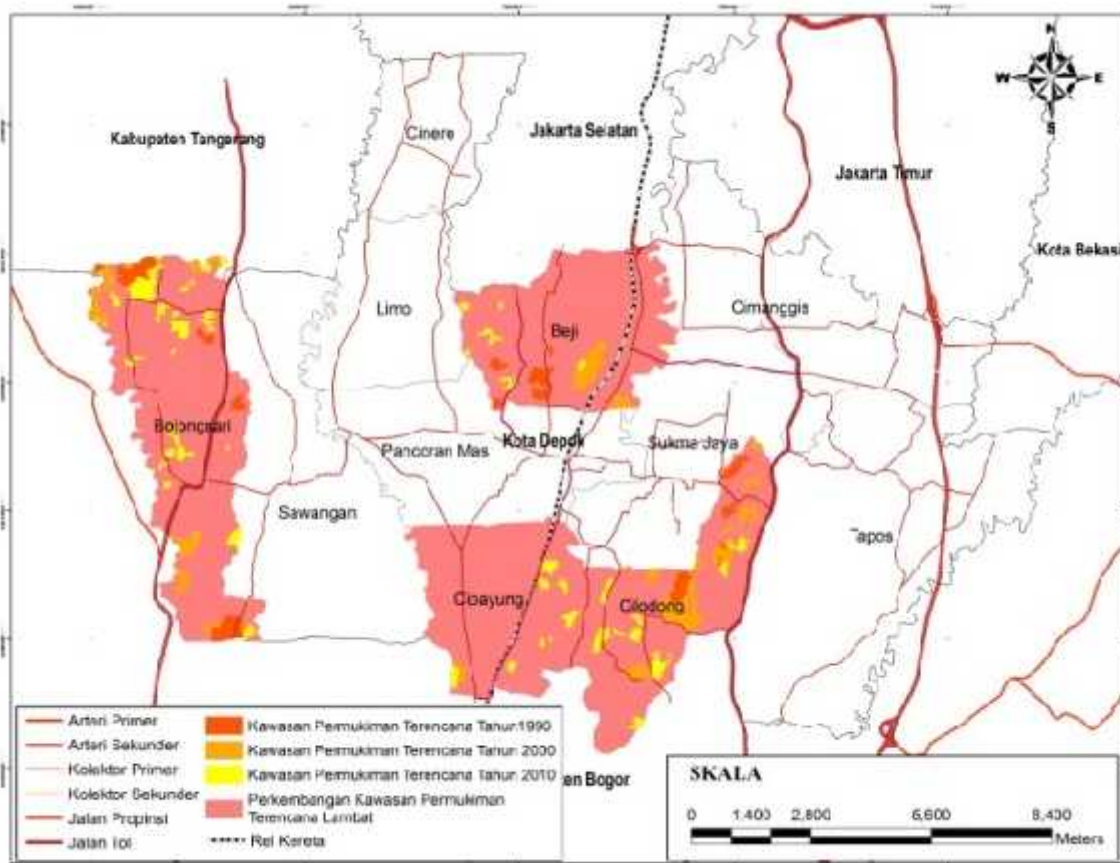 N
W E
S
Cinere
Jakarta Selatan
Kabupaten Tangerang
Jakarta Timur
Kota Bekasi
Limo
Beji
Cimanggis
Bojongsari
Pancoran Mas
Kota Depok
Sukma Jaya
Sawangan
Tapos
Cipayung
Cilodong
Arteri Primer
Arteri Sekunder
Kolektor Primer
Kolektor Sekunder
Jalan Propinsi
Jalan Tol
Kawasan Permukiman Terencana Tahun 1990
Kawasan Permukiman Terencana Tahun 2000
Kawasan Permukiman Terencana Tahun 2010
Perkembangan Kawasan Permukiman
Terencana Lambat
Rel Kereta
ten Bogor
SKALA
0 1,400 2,800 6,600 8,400
Meters